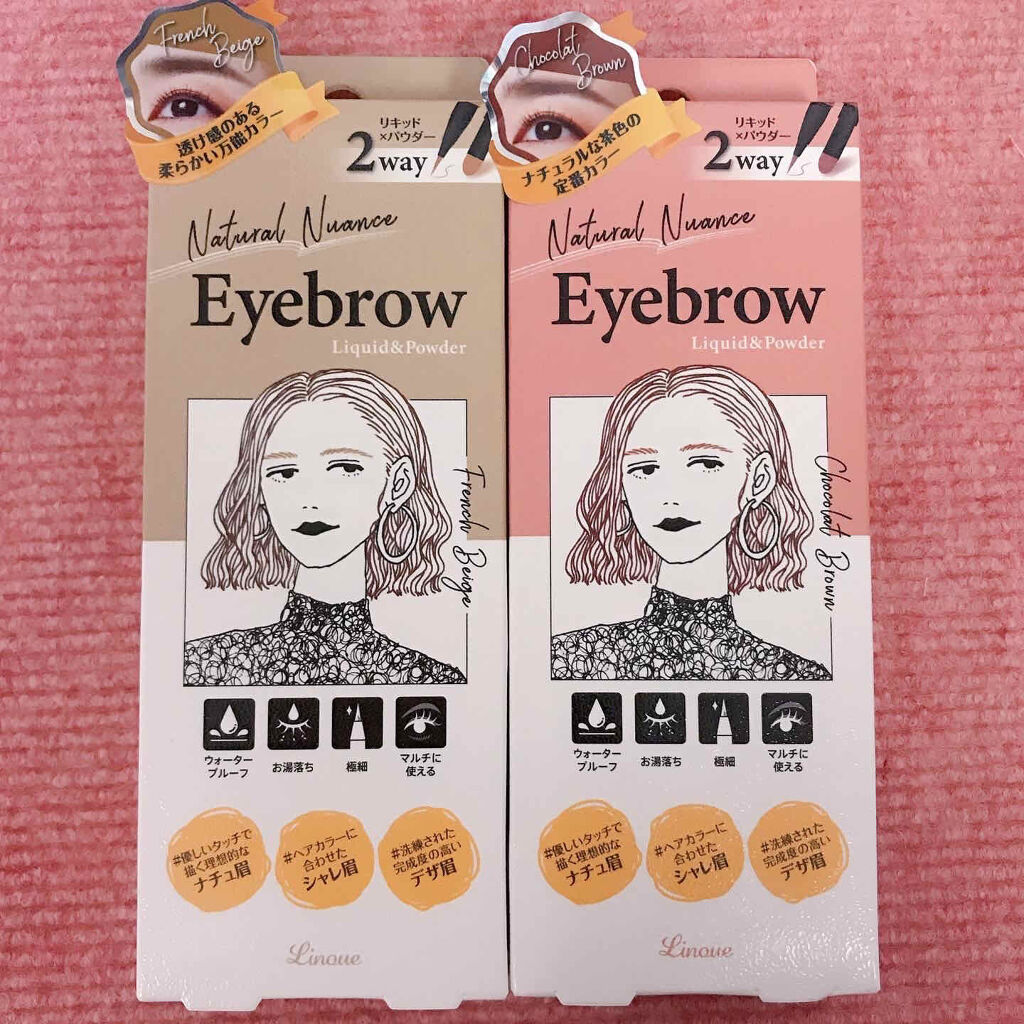 French
Beige
透け感のある
柔らかい万能カラー
リキッド
×パウダー
2way
Natural Nuance
Eyebrow
Liquid&Powder
French Beige
ウォーター
プルーフ
お湯落ち
極細
マルチに
使える
#優しいタッチで
描く理想的な
ナチュ眉
#ヘアカラーに
合わせた
シャレ眉
#洗練された
完成度の高い
デザ眉
Linoue
Chocolat
Brown
ナチュラルな茶色の
定番カラー
リキッド
×パウダー
2way
Natural Nuance
Eyebrow
Liquid&Powder
Chocolat Brown
ウォーター
プルーフ
お湯落ち
極細
マルチに
使える
#優しいタッチで
描く理想的な
ナチュ眉
#ヘアカラーに
合わせた
シャレ眉
#洗練された
完成度の高い
デザ眉
Linoue